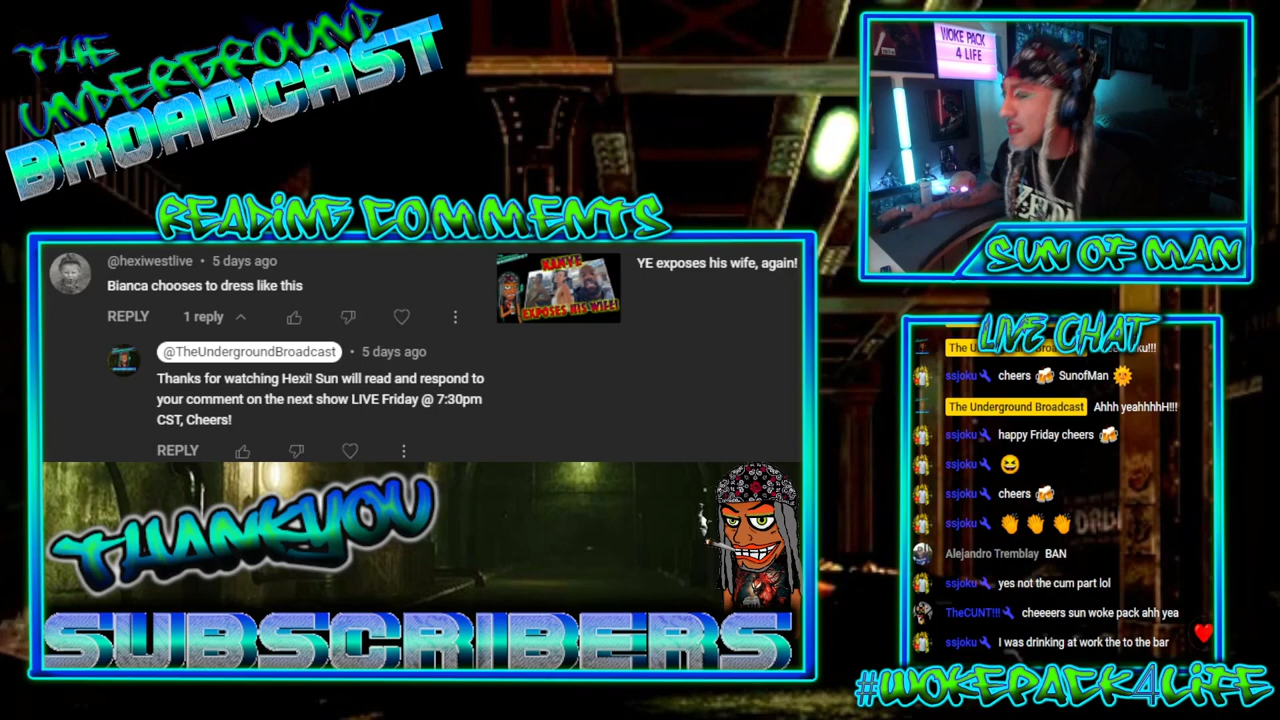 THE
UNDERGROUND
BROADCAST
WOKE PACK
4 LIFE
SUN OF MAN
READING COMMENTS
@hexiwestlive • 5 days ago
Bianca chooses to dress like this
REPLY 1 reply
KANYE
EXPOSES HIS WIFE!
YE exposes his wife, again!
@TheUndergroundBroadcast • 5 days ago
Thanks for watching Hexi! Sun will read and respond to
your comment on the next show LIVE Friday @ 7:30pm
CST, Cheers!
REPLY
THANKYOU
SUBSCRIBERS
LIVE CHAT
ssjoku cheers 🍻 SunofMan 🌞
The Underground Broadcast Ahhh yeahhhhH!!!
ssjoku happy Friday cheers 🍻
ssjoku 😆
ssjoku cheers 🍻
ssjoku 👏 👏 👏
Alejandro Tremblay BAN
ssjoku yes not the cum part lol
TheCUNT!!! cheeeers sun woke pack ahh yea
ssjoku I was drinking at work the to the bar
#WOKEPACK4LIFE